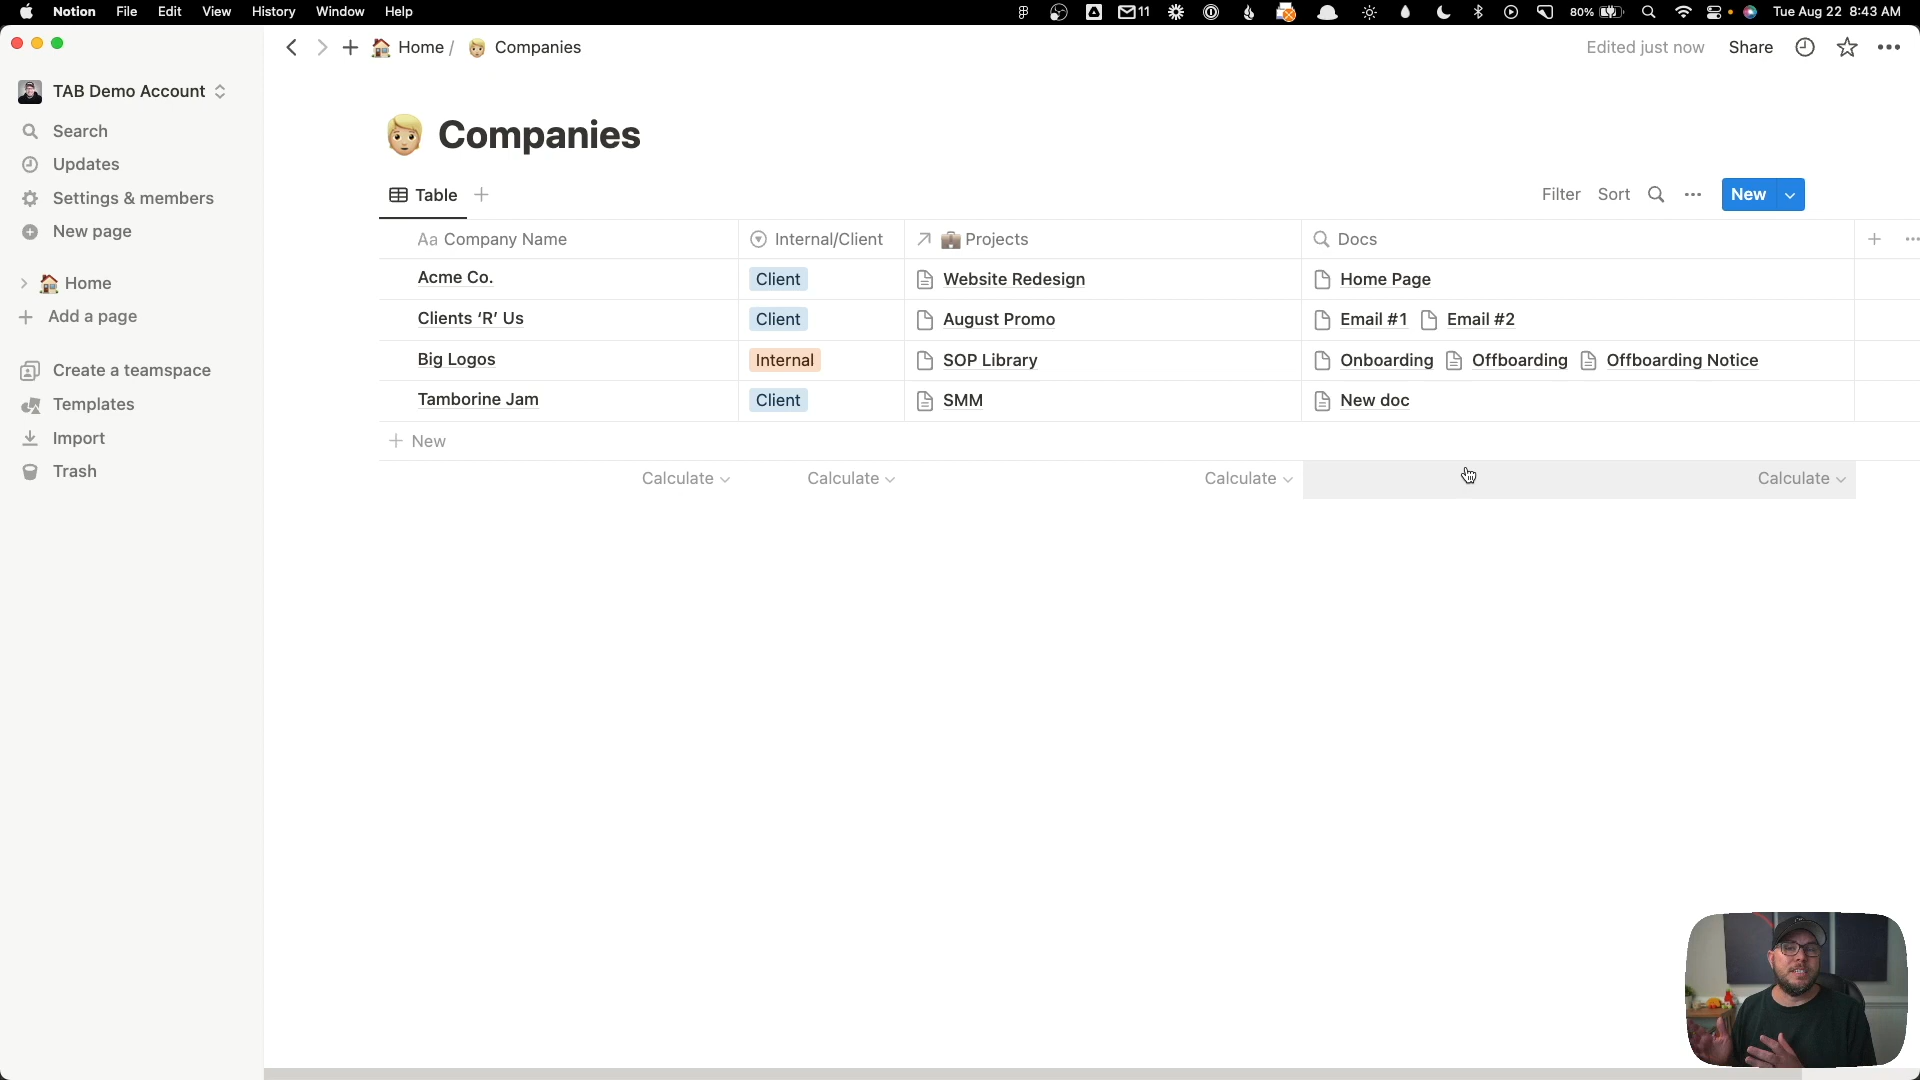 Notion File Edit View History Window Help 11 80% Tue Aug 22 8:43 AM
Home / Companies Edited just now Share
TAB Demo Account
Search
Updates
Settings & members
New page
Home
Add a page
Create a teamspace
Templates
Import
Trash
Companies
Table Filter Sort New
Aa Company Name Internal/Client Projects Docs
Acme Co. Client Website Redesign Home Page
Clients ‘R’ Us Client August Promo Email #1 Email #2
Big Logos Internal SOP Library Onboarding Offboarding Offboarding Notice
Tamborine Jam Client SMM New doc
New
Calculate Calculate Calculate Calculate